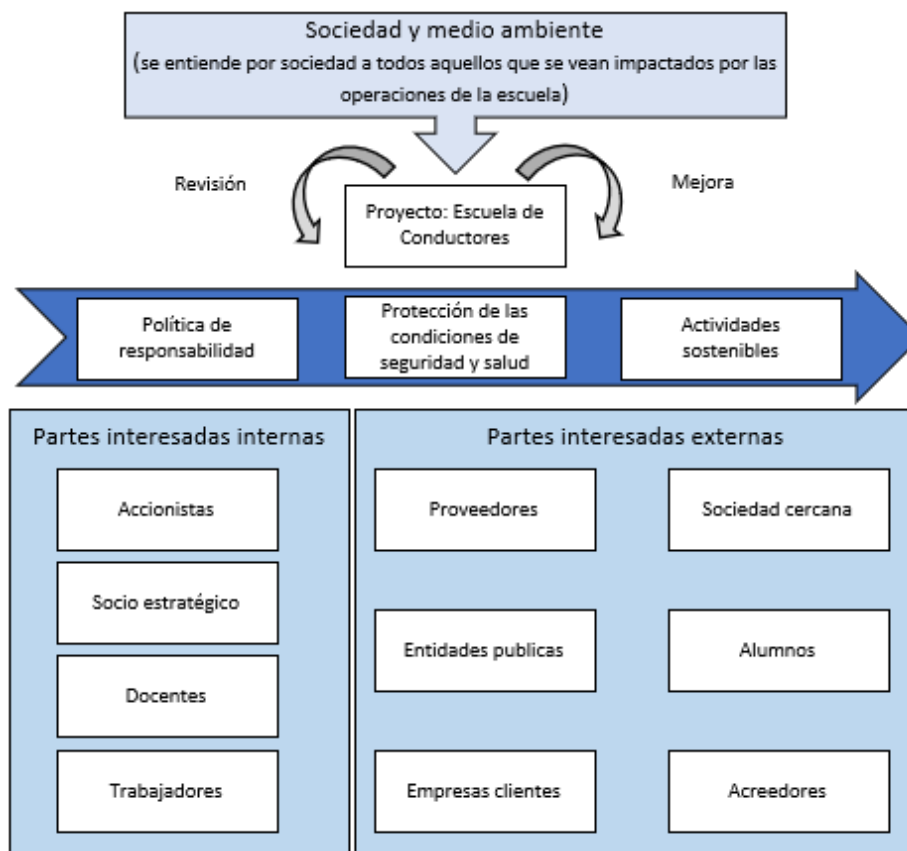 Sociedad y medio ambiente
(se entiende por sociedad a todos aquellos que se vean impactados por las
operaciones de la escuela)
Revisión
Mejora
Proyecto: Escuela de
Conductores
Política de
responsabilidad
Protección de las
condiciones de
seguridad y salud
Actividades
sostenibles
Partes interesadas internas
Accionistas
Socio estratégico
Docentes
Trabajadores
Partes interesadas externas
Proveedores
Sociedad cercana
Entidades publicas
Alumnos
Empresas clientes
Acreedores